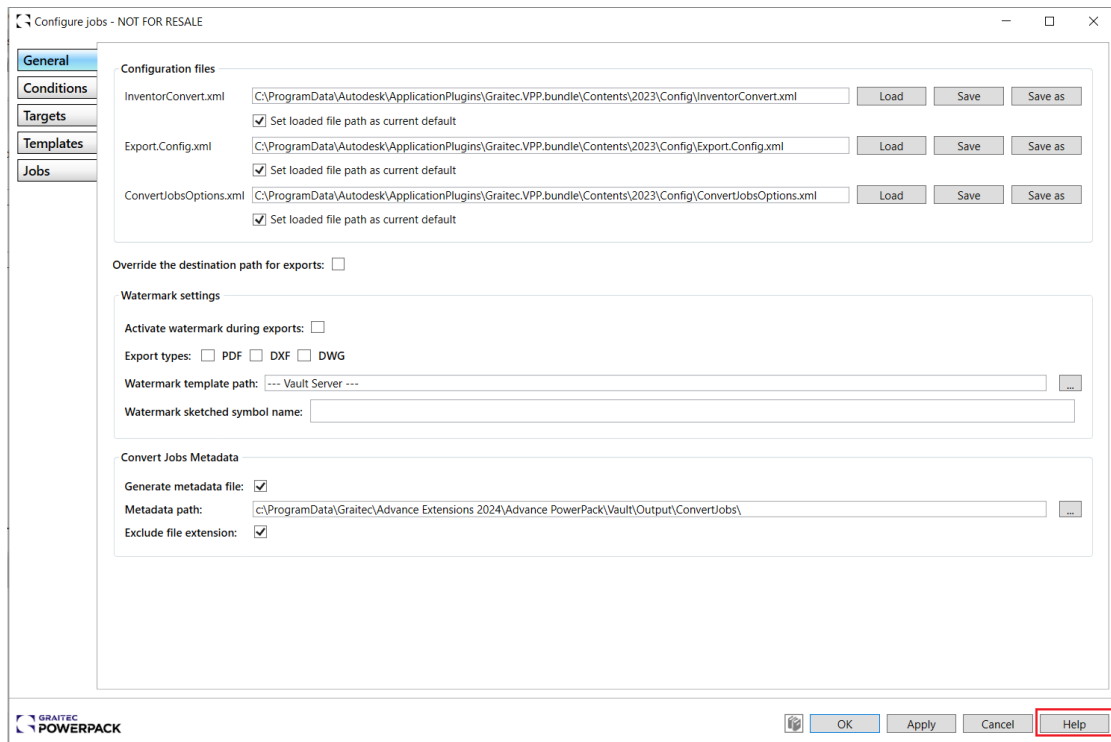 Configure jobs - NOT FOR RESALE
General
Conditions
Targets
Templates
Jobs
Configuration files
InventorConvert.xml C:\ProgramData\Autodesk\ApplicationPlugins\Graitec.VPP.bundle\Contents\2023\Config\InventorConvert.xml Load Save Save as
Set loaded file path as current default
Export.Config.xml C:\ProgramData\Autodesk\ApplicationPlugins\Graitec.VPP.bundle\Contents\2023\Config\Export.Config.xml Load Save Save as
Set loaded file path as current default
ConvertJobsOptions.xml C:\ProgramData\Autodesk\ApplicationPlugins\Graitec.VPP.bundle\Contents\2023\Config\ConvertJobsOptions.xml Load Save Save as
Set loaded file path as current default
Override the destination path for exports:
Watermark settings
Activate watermark during exports:
Export types: PDF DXF DWG
Watermark template path: --- Vault Server --- ...
Watermark sketched symbol name:
Convert Jobs Metadata
Generate metadata file:
Metadata path: c:\ProgramData\Graitec\Advance Extensions 2024\Advance PowerPack\Vault\Output\ConvertJobs\ ...
Exclude file extension:
GRAITEC
POWERPACK
OK Apply Cancel Help